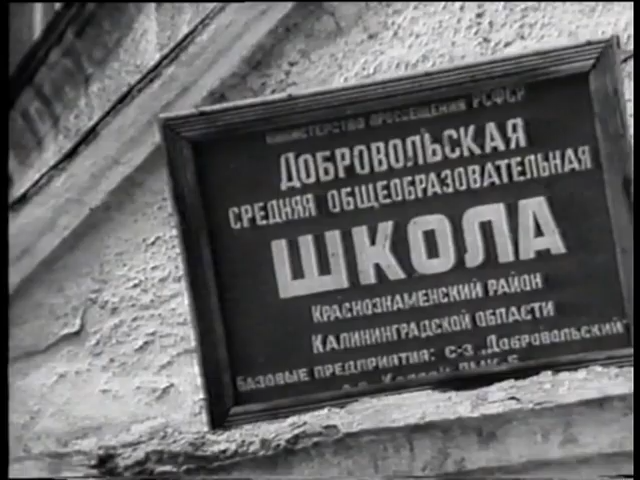 МИНИСТЕРСТВО ПРОСВЕЩЕНИЯ РСФСР
ДОБРОВОЛЬСКАЯ
СРЕДНЯЯ ОБЩЕОБРАЗОВАТЕЛЬНАЯ
ШКОЛА
КРАСНОЗНАМЕНСКИЙ РАЙОН
КАЛИНИНГРАДСКОЙ ОБЛАСТИ
БАЗОВЫЕ ПРЕДПРИЯТИЯ: С-З „ДОБРОВОЛЬСКИЙ"